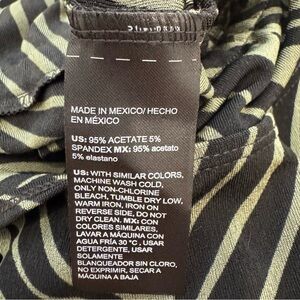 MADE IN MEXICO/ HECHO
EN MÉXICO
US: 95% ACETATE 5%
SPANDEX MX: 95% acetato
5% elastano
US: WITH SIMILAR COLORS,
MACHINE WASH COLD,
ONLY NON-CHLORINE
BLEACH, TUMBLE DRY LOW,
WARM IRON, IRON ON
REVERSE SIDE, DO NOT
DRY CLEAN. MX: CON
COLORES SIMILARES,
LAVAR A MÁQUINA CON
AGUA FRÍA 30 °C , USAR
DETERGENTE, USAR
SOLAMENTE
BLANQUEADOR SIN CLORO,
NO EXPRIMIR, SECAR A
MÁQUINA A BAJA